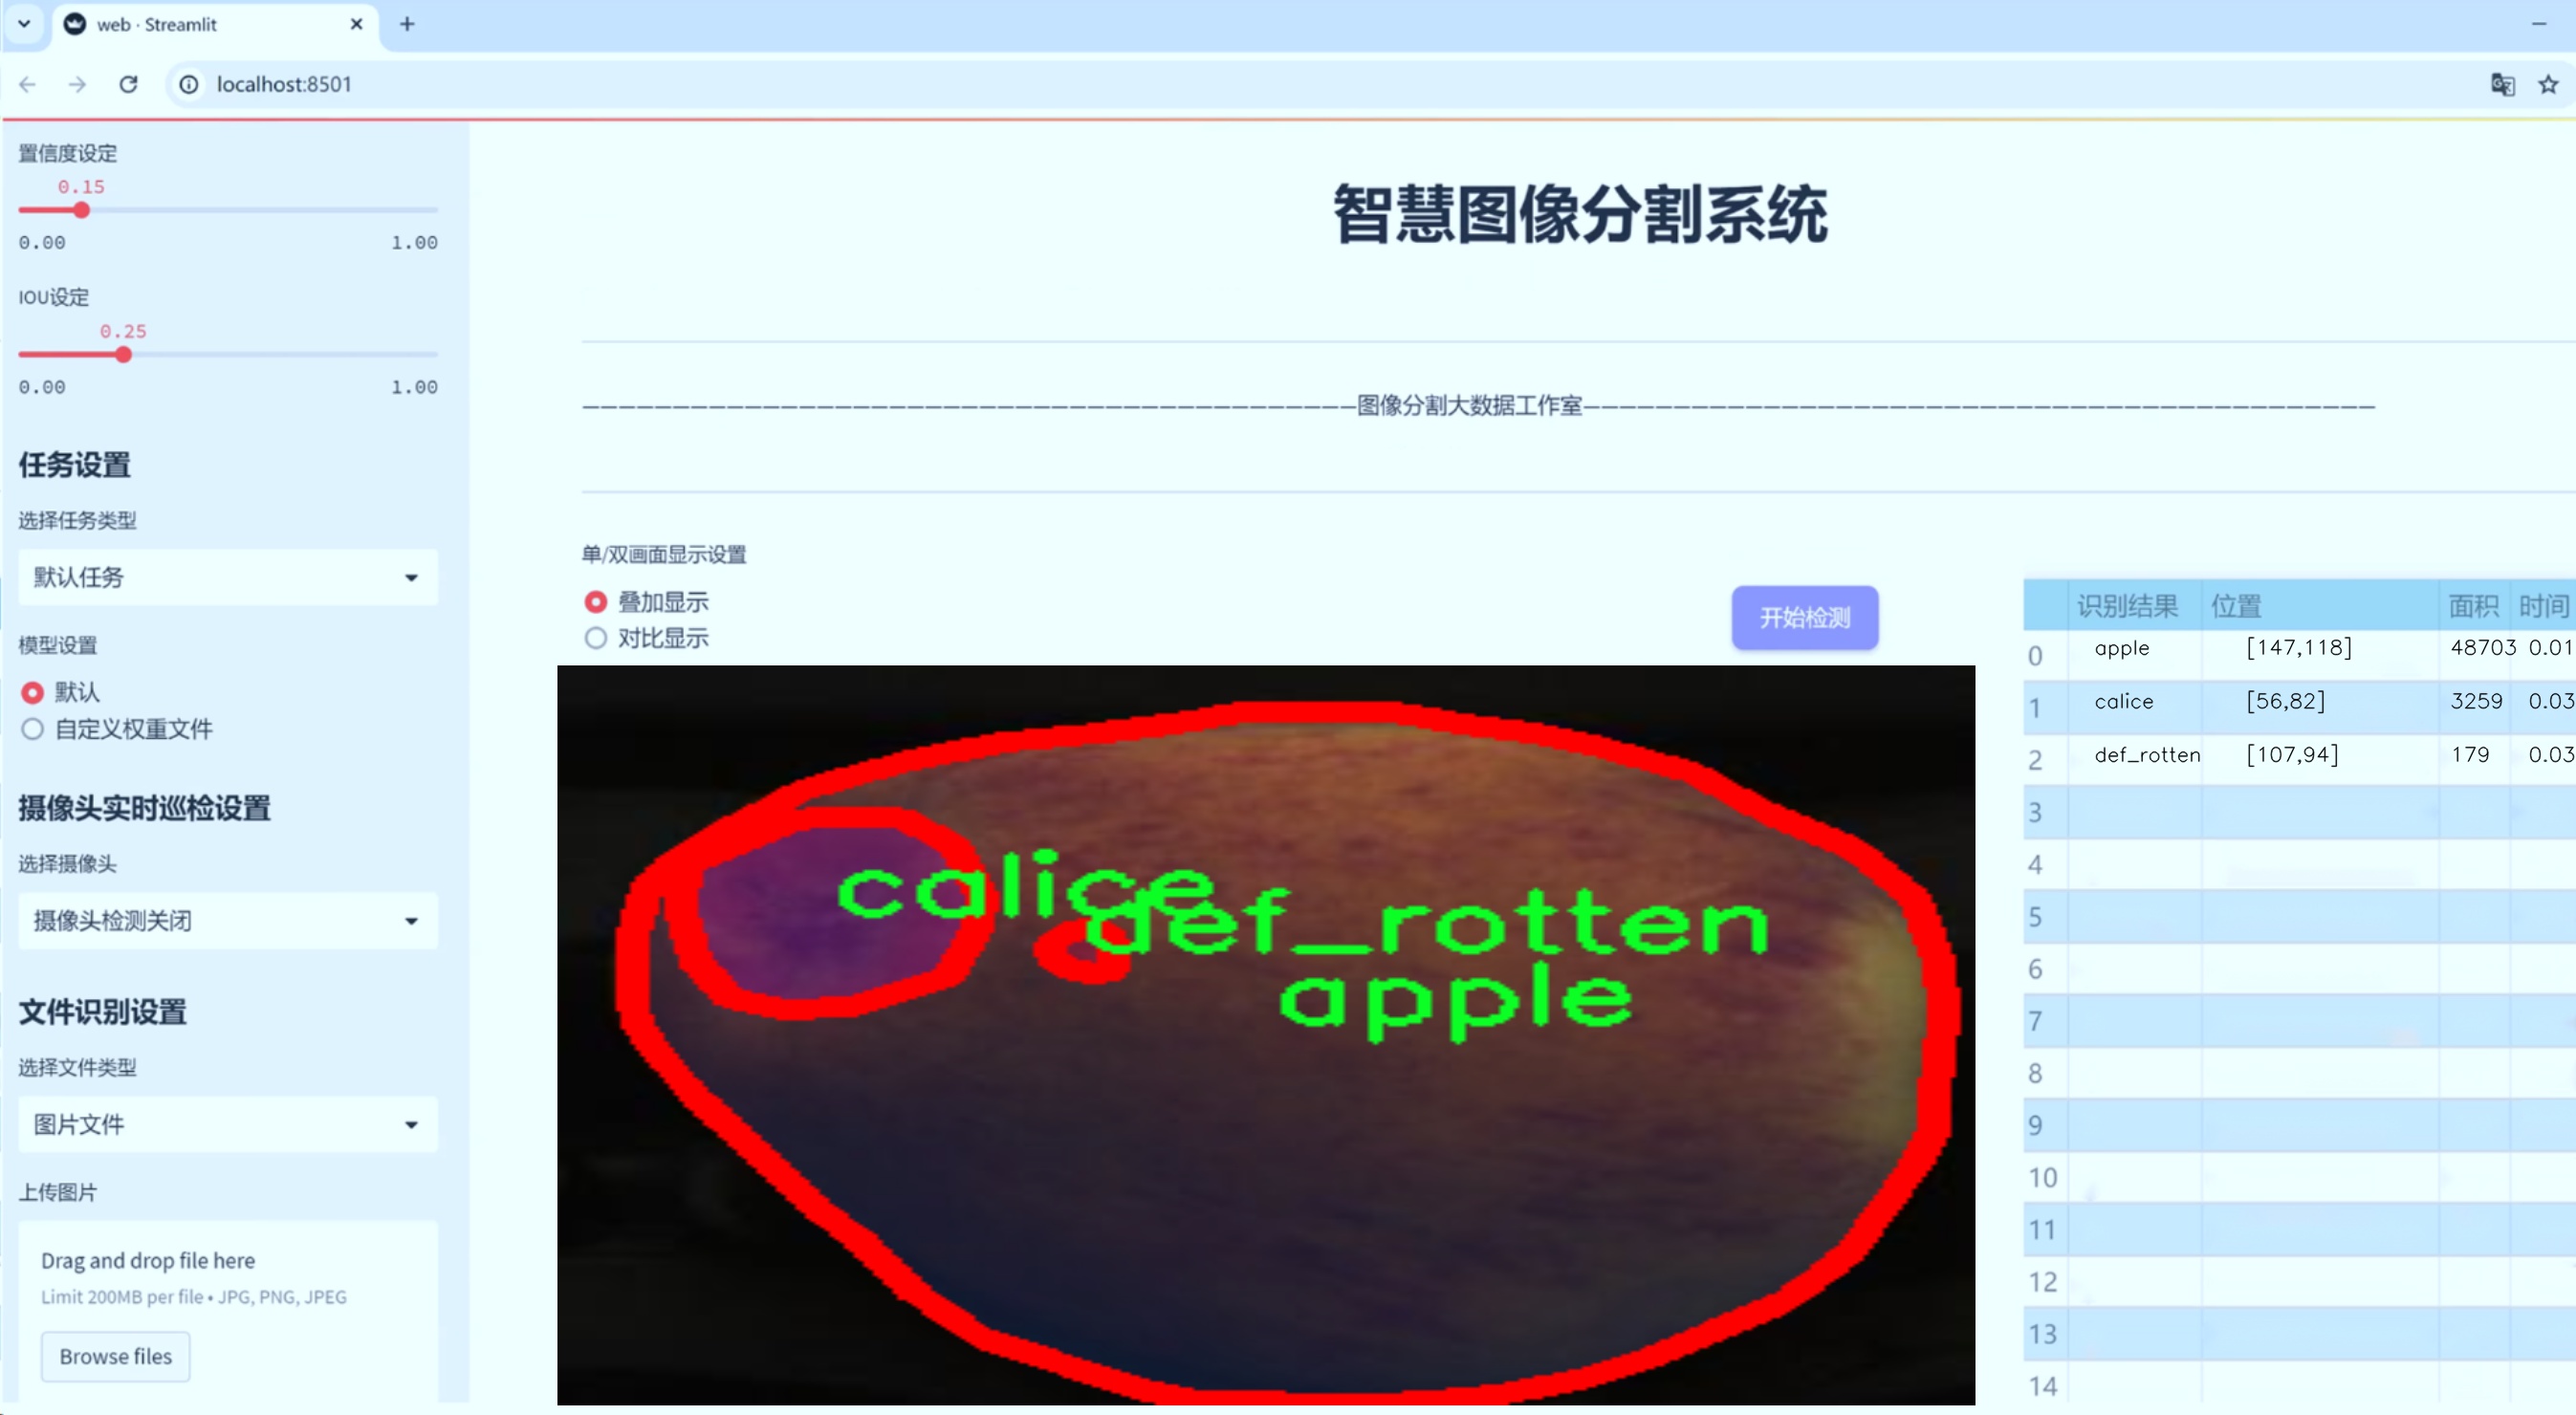 web · Streamlit
localhost:8501
置信度设定
0.15
0.00 1.00
IOU设定
0.25
0.00 1.00
任务设置
选择任务类型
默认任务
模型设置
默认
自定义权重文件
摄像头实时巡检设置
选择摄像头
摄像头检测关闭
文件识别设置
选择文件类型
图片文件
上传图片
Drag and drop file here
Limit 200MB per file • JPG, PNG, JPEG
Browse files
智慧图像分割系统
图像分割大数据工作室
单/双画面显示设置
叠加显示
对比显示
开始检测
calice
def_rotten
apple
识别结果 位置 面积 时间
0 apple [147,118] 48703 0.01
1 calice [56,82] 3259 0.03
2 def_rotten [107,94] 179 0.03
3
4
5
6
7
8
9
10
11
12
13
14